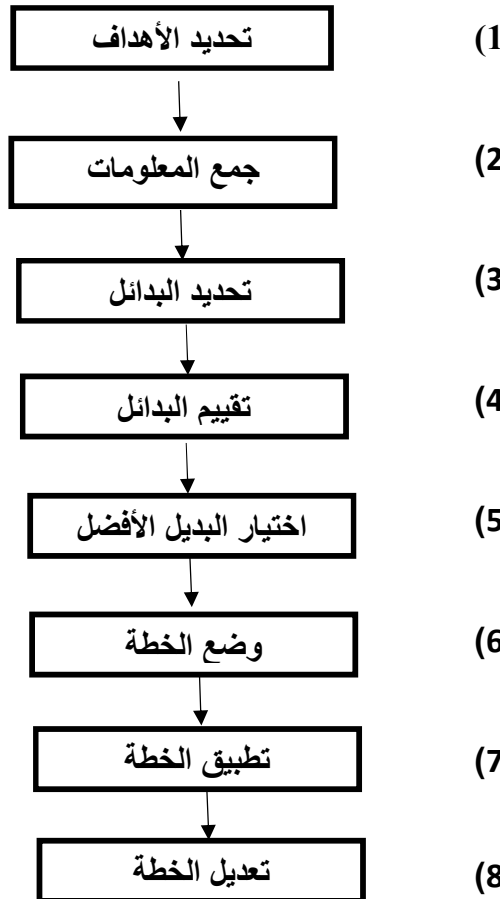 تحديد الأهداف (1
جمع المعلومات (2
تحديد البدائل (3
تقييم البدائل (4
اختيار البديل الأفضل (5
وضع الخطة (6
تطبيق الخطة (7
تعديل الخطة (8